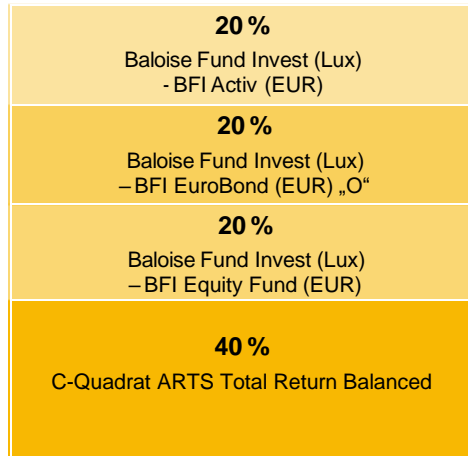 20 %
Baloise Fund Invest (Lux)
- BFI Activ (EUR)
20 %
Baloise Fund Invest (Lux)
– BFI EuroBond (EUR) „O“
20 %
Baloise Fund Invest (Lux)
– BFI Equity Fund (EUR)
40 %
C-Quadrat ARTS Total Return Balanced